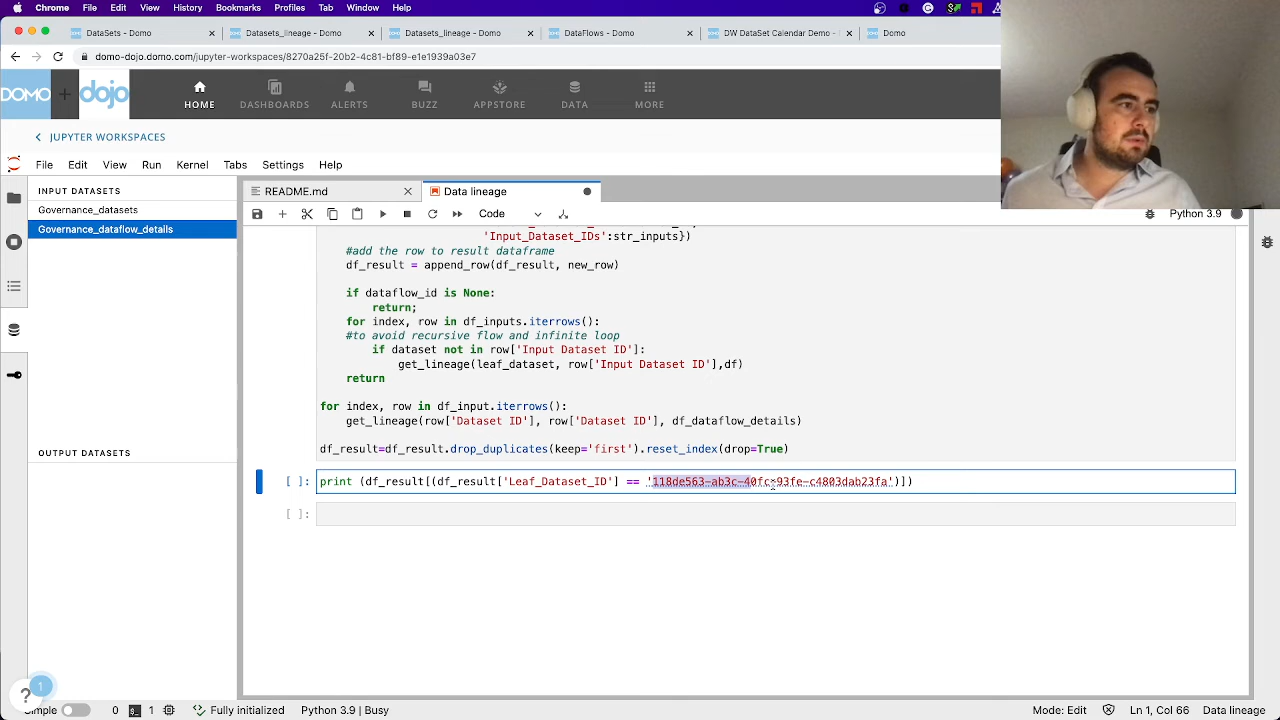 Chrome File Edit View History Bookmarks Profiles Tab Window Help
DataSets - Domo
Datasets_lineage - Domo
Datasets_lineage - Domo
DataFlows - Domo
DW DataSet Calendar Demo -
Domo
domo-dojo.domo.com/jupyter-workspaces/8270a25f-20b2-4c81-bf89-e1e1939a03e7
DOMO
dojo
HOME
DASHBOARDS
ALERTS
BUZZ
APPSTORE
DATA
MORE
JUPYTER WORKSPACES
File Edit View Run Kernel Tabs Settings Help
INPUT DATASETS
Governance_datasets
Governance_dataflow_details
OUTPUT DATASETS
README.md
Data lineage
Code
Python 3.9
'Input_Dataset_IDs':str_inputs})
#add the row to result dataframe
df_result = append_row(df_result, new_row)
if dataflow_id is None:
return;
for index, row in df_inputs.iterrows():
#to avoid recursive flow and infinite loop
if dataset not in row['Input Dataset ID']:
get_lineage(leaf_dataset, row['Input Dataset ID'],df)
return
for index, row in df_input.iterrows():
get_lineage(row['Dataset ID'], row['Dataset ID'], df_dataflow_details)
df_result=df_result.drop_duplicates(keep='first').reset_index(drop=True)
[ ]: print (df_result[(df_result['Leaf_Dataset_ID'] == '118de563-ab3c-40fc-93fe-c4803dab23fa')])
[ ]:
? 1
Simple 0 1 Fully initialized Python 3.9 | Busy Mode: Edit Ln 1, Col 66 Data lineage